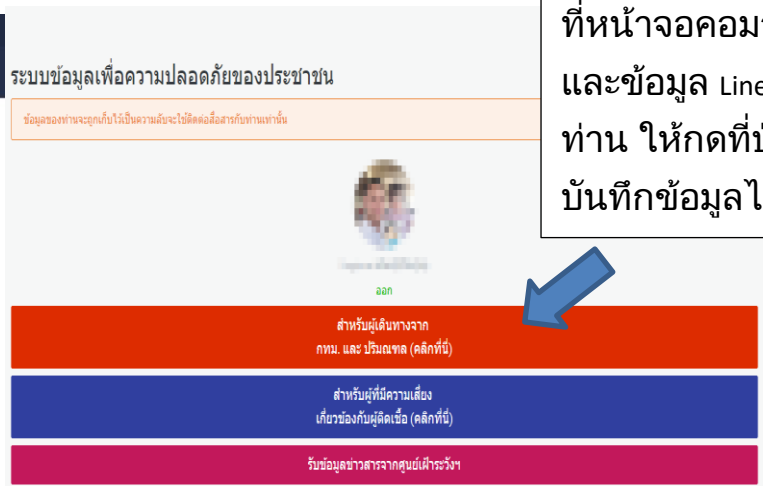 ที่หน้าจอคอม
และข้อมูล Line
ท่าน ให้กดที่
บันทึกข้อมูล
ระบบข้อมูลเพื่อความปลอดภัยของประชาชน
ข้อมูลของท่านจะถูกเก็บไว้เป็นความลับจะใช้ติดต่อสื่อสารกับท่านเท่านั้น
ออก
สำหรับผู้เดินทางจาก
กทม. และ ปริมณฑล (คลิกที่นี่)
สำหรับผู้ที่มีความเสี่ยง
เกี่ยวข้องกับผู้ติดเชื้อ (คลิกที่นี่)
รับข้อมูลข่าวสารจากศูนย์เฝ้าระวังฯ